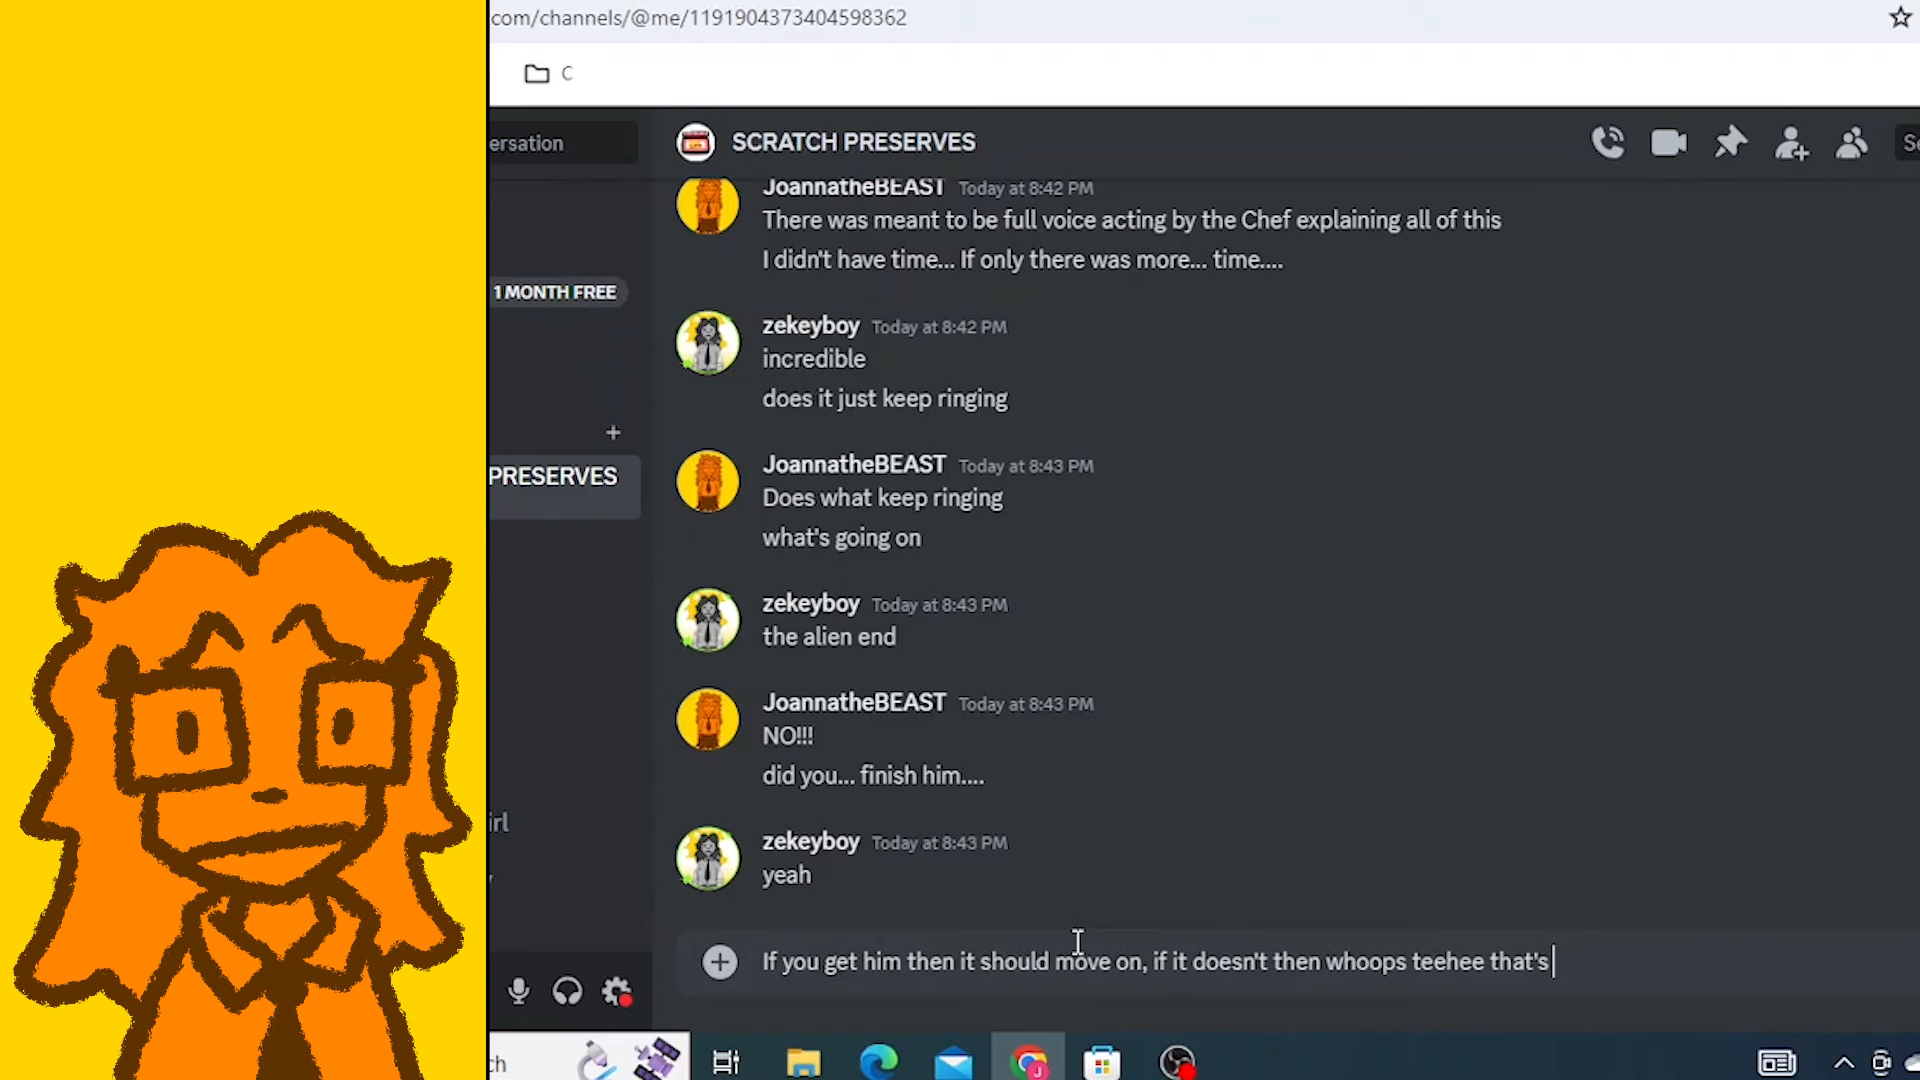 com/channels/@me/1191904373404598362
C
ersation
SCRATCH PRESERVES
Se
JoannatheBEAST Today at 8:42 PM
There was meant to be full voice acting by the Chef explaining all of this
I didn't have time... If only there was more... time....
1 MONTH FREE
zekeyboy Today at 8:42 PM
incredible
does it just keep ringing
PRESERVES
JoannatheBEAST Today at 8:43 PM
Does what keep ringing
what's going on
zekeyboy Today at 8:43 PM
the alien end
JoannatheBEAST Today at 8:43 PM
NO!!!
did you... finish him....
irl
zekeyboy Today at 8:43 PM
yeah
If you get him then it should move on, if it doesn't then whoops teehee that's
ch
J